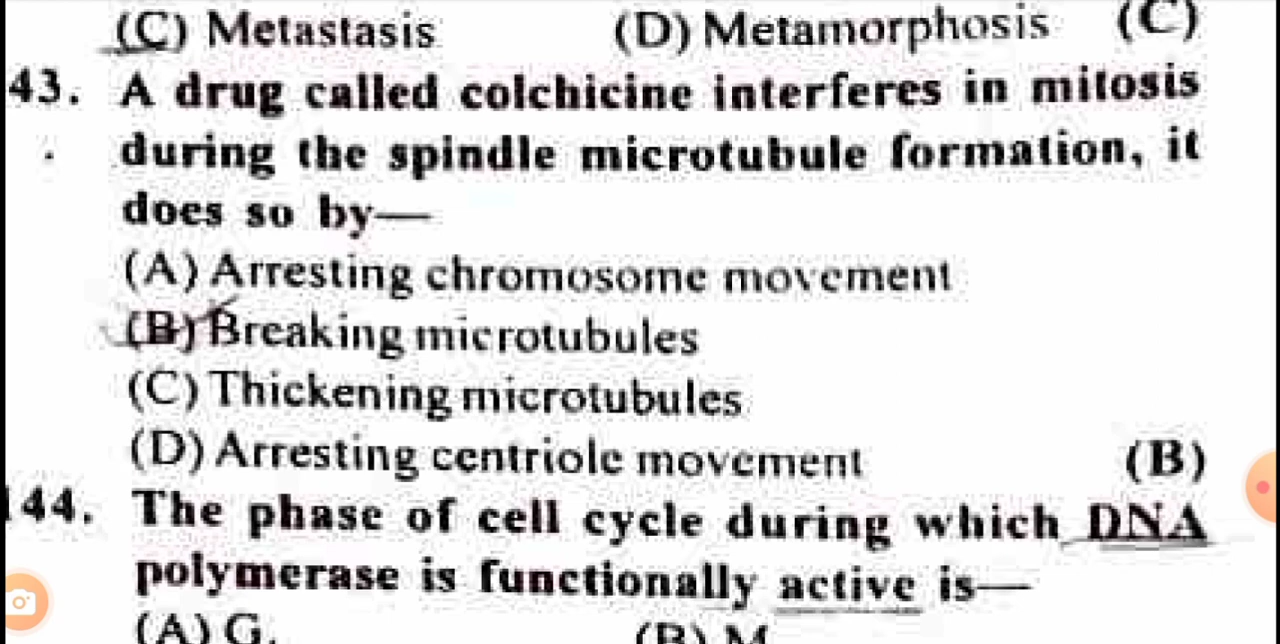 (C) Metastasis (D) Metamorphosis (C)
43. A drug called colchicine interferes in mitosis
during the spindle microtubule formation, it
does so by—
(A) Arresting chromosome movement
(B) Breaking microtubules
(C) Thickening microtubules
(D) Arresting centriole movement (B)
144. The phase of cell cycle during which DNA
polymerase is functionally active is—
(A) G (B) M